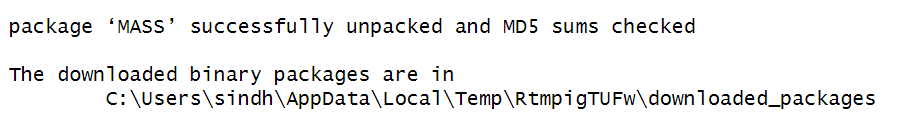 package ‘MASS’ successfully unpacked and MD5 sums checked
The downloaded binary packages are in
C:\Users\sindh\AppData\Local\Temp\RtmpigTUFw\downloaded_packages